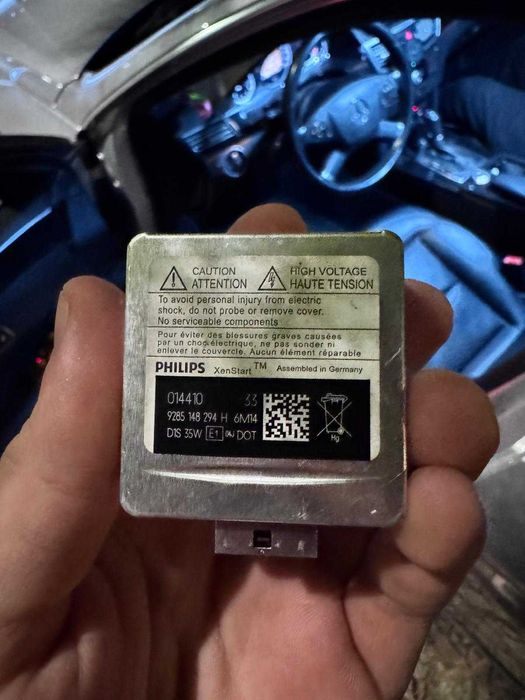 CAUTION
ATTENTION
HIGH VOLTAGE
HAUTE TENSION
To avoid personal injury from electric
shock, do not probe or remove cover.
No serviceable components
Pour éviter des blessures graves causées
par un choc électrique, ne pas sonder ni
enlever le couvercle. Aucun élément réparable
PHILIPS XenStart™ Assembled in Germany
014410 33
9285 148 294 H 6M14
D1S 35W E1 DOT
Hg